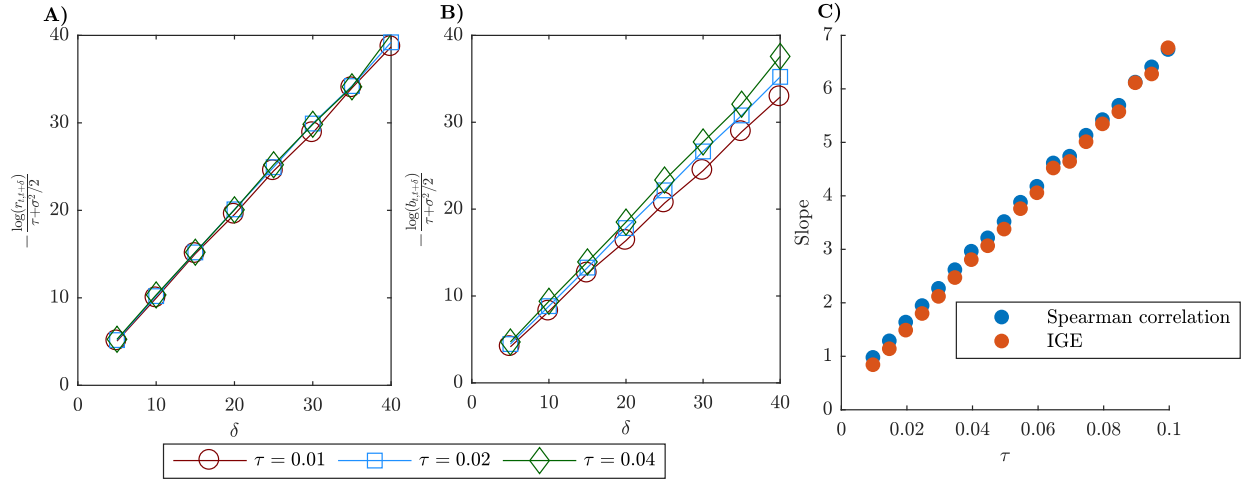 A)
40
30
20
10
0
0 10 20 30 40
δ
− log(r_{t,t+δ}) / τ+σ²/2
B)
40
30
20
10
0
0 10 20 30 40
δ
− log(b_{t,t+δ}) / τ+σ²/2
τ = 0.01 τ = 0.02 τ = 0.04
C)
7
6
5
4
3
2
1
0
0 0.02 0.04 0.06 0.08 0.1
τ
Slope
Spearman correlation
IGE